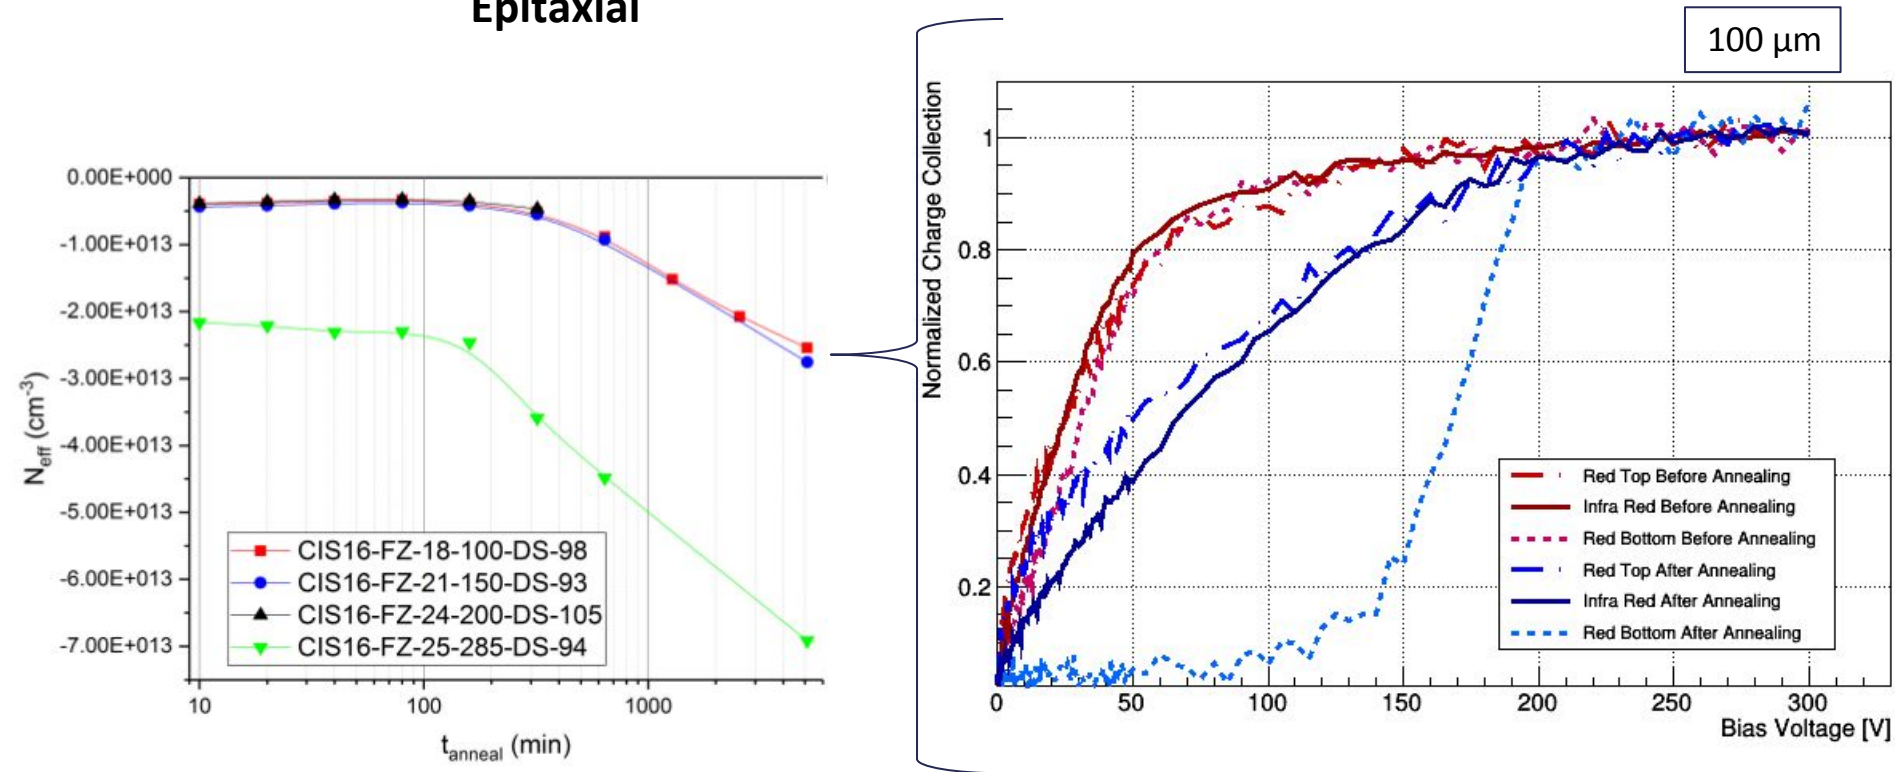 Epitaxial
100 µm
0.00E+000
-1.00E+013
-2.00E+013
-3.00E+013
-4.00E+013
-5.00E+013
-6.00E+013
-7.00E+013
Neff (cm-3)
CIS16-FZ-18-100-DS-98
CIS16-FZ-21-150-DS-93
CIS16-FZ-24-200-DS-105
CIS16-FZ-25-285-DS-94
10 100 1000
tanneal (min)
Normalized Charge Collection
1
0.8
0.6
0.4
0.2
Red Top Before Annealing
Infra Red Before Annealing
Red Bottom Before Annealing
Red Top After Annealing
Infra Red After Annealing
Red Bottom After Annealing
0 50 100 150 200 250 300
Bias Voltage [V]